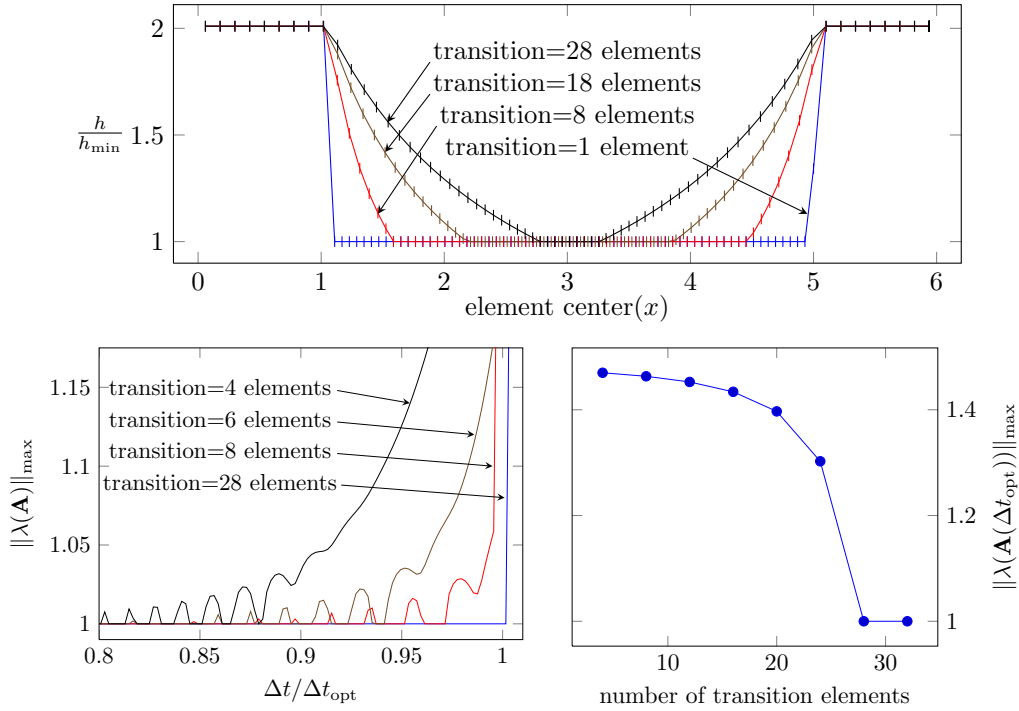 2
1.5
1
h
h_min
transition=28 elements
transition=18 elements
transition=8 elements
transition=1 element
0 1 2 3 4 5 6
element center(x)
1.15
1.1
1.05
1
||λ(A)||max
transition=4 elements
transition=6 elements
transition=8 elements
transition=28 elements
0.8 0.85 0.9 0.95 1
Δt/Δt_opt
1.4
1.2
1
||λ(A(Δt_opt))||max
10 20 30
number of transition elements